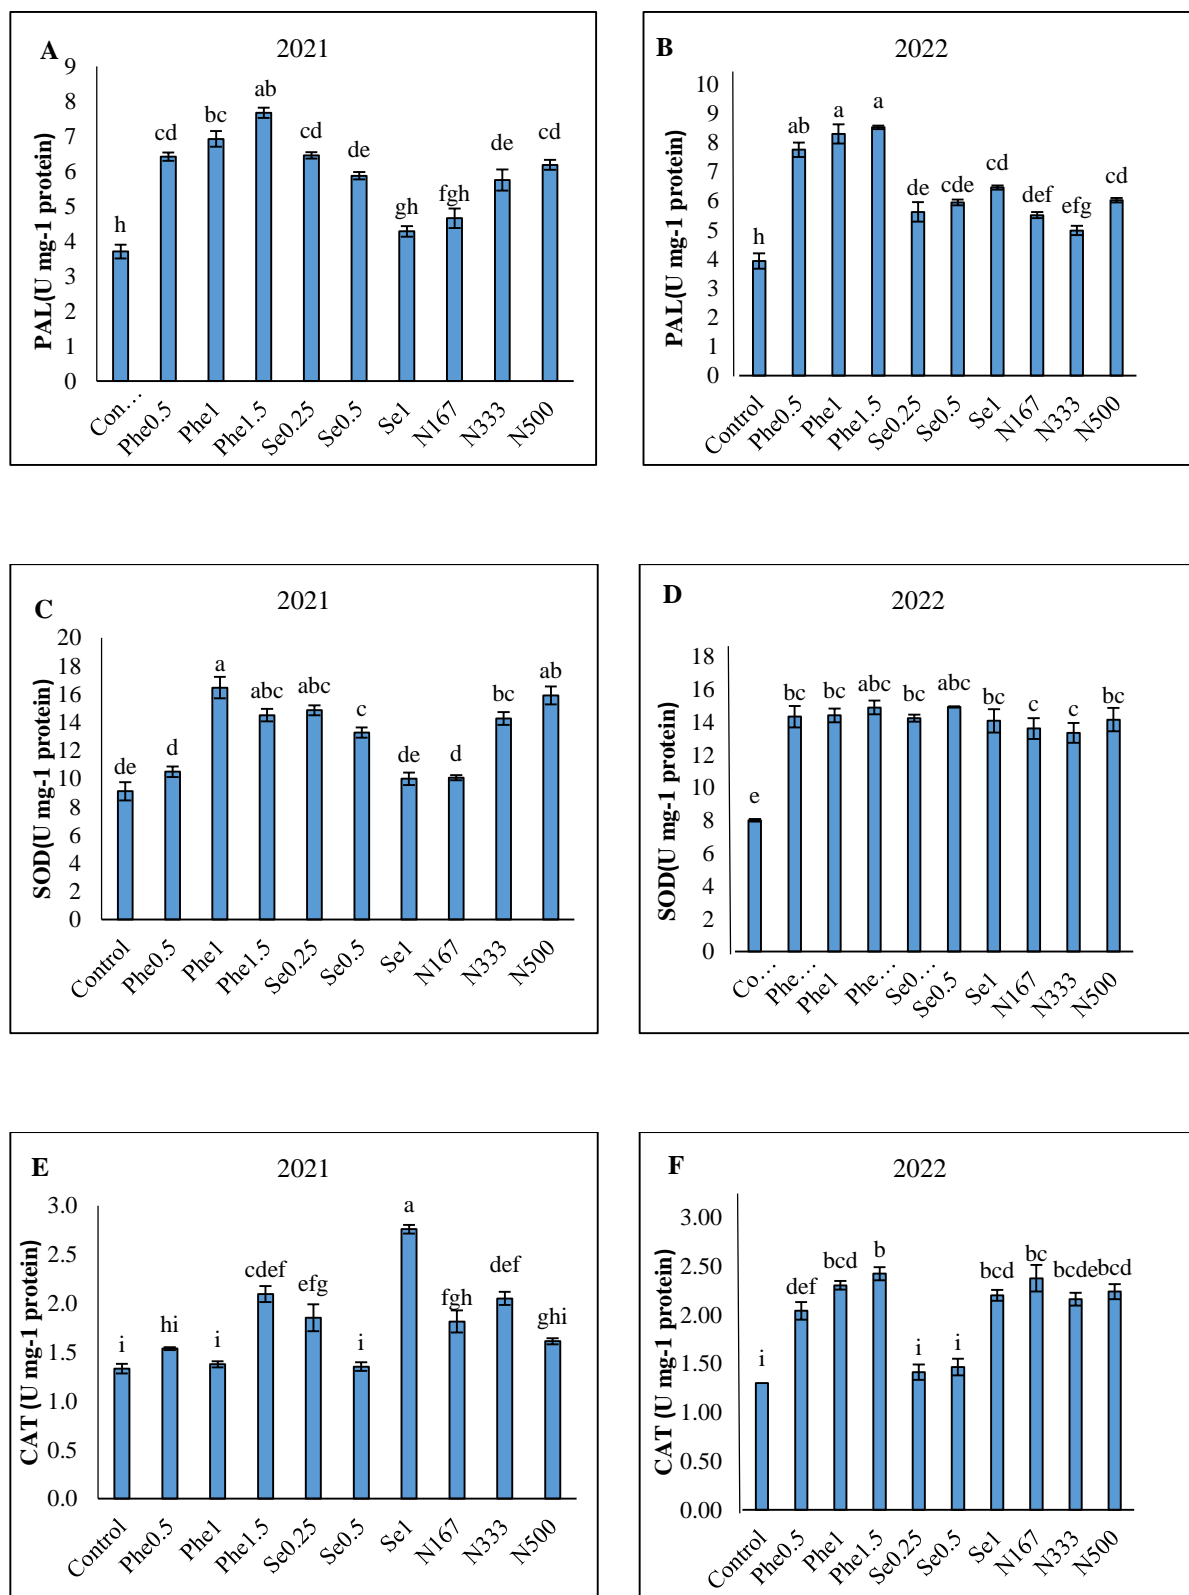 A
2021
PAL(U mg-1 protein)
9
8
7
6
5
4
3
2
1
0
h
cd
bc
ab
cd
de
gh
fgh
de
cd
Con…
Phe0.5
Phe1
Phe1.5
Se0.25
Se0.5
Se1
N167
N333
N500
B
2022
PAL(U mg-1 protein)
10
9
8
7
6
5
4
3
2
1
0
h
ab
a
a
de
cde
cd
def
efg
cd
Control
Phe0.5
Phe1
Phe1.5
Se0.25
Se0.5
Se1
N167
N333
N500
C
2021
SOD(U mg-1 protein)
20
18
16
14
12
10
8
6
4
2
0
de
d
a
abc
abc
c
de
d
bc
ab
Control
Phe0.5
Phe1
Phe1.5
Se0.25
Se0.5
Se1
N167
N333
N500
D
2022
SOD(U mg-1 protein)
18
16
14
12
10
8
6
4
2
0
e
bc
bc
abc
bc
abc
bc
c
c
bc
Co…
Phe…
Phe1
Phe…
Se0…
Se0.5
Se1
N167
N333
N500
E
2021
CAT (U mg-1 protein)
3.0
2.5
2.0
1.5
1.0
0.5
0.0
i
hi
i
cdef
efg
i
a
fgh
def
ghi
Control
Phe0.5
Phe1
Phe1.5
Se0.25
Se0.5
Se1
N167
N333
N500
F
2022
CAT (U mg-1 protein)
3.00
2.50
2.00
1.50
1.00
0.50
0.00
i
def
bcd
b
i
i
bcd
bc
bcde
bcd
Control
Phe0.5
Phe1
Phe1.5
Se0.25
Se0.5
Se1
N167
N333
N500